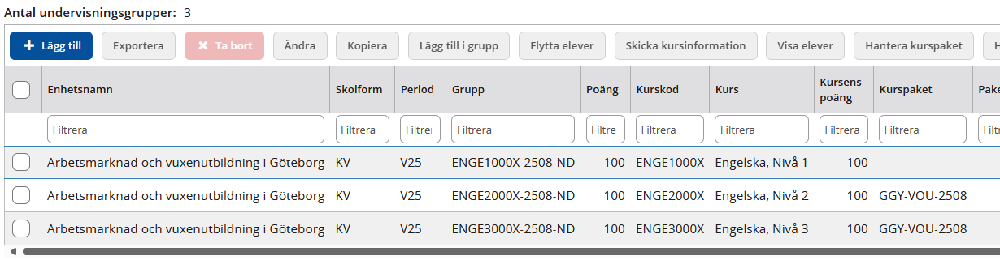 Antal undervisningsgrupper: 3
+ Lägg till Exportera × Ta bort Ändra Kopiera Lägg till i grupp Flytta elever Skicka kursinformation Visa elever Hantera kurspaket H
Enhetsnamn Skolform Period Grupp Poäng Kurskod Kurs Kursens poäng Kurspaket Pake
Filtrera Filtrera Filtrer Filtrera Filtre Filtrera Filtrera Filtrera Filtrera Filtr
Arbetsmarknad och vuxenutbildning i Göteborg KV V25 ENGE1000X-2508-ND 100 ENGE1000X Engelska, Nivå 1 100
Arbetsmarknad och vuxenutbildning i Göteborg KV V25 ENGE2000X-2508-ND 100 ENGE2000X Engelska, Nivå 2 100 GGY-VOU-2508
Arbetsmarknad och vuxenutbildning i Göteborg KV V25 ENGE3000X-2508-ND 100 ENGE3000X Engelska, Nivå 3 100 GGY-VOU-2508